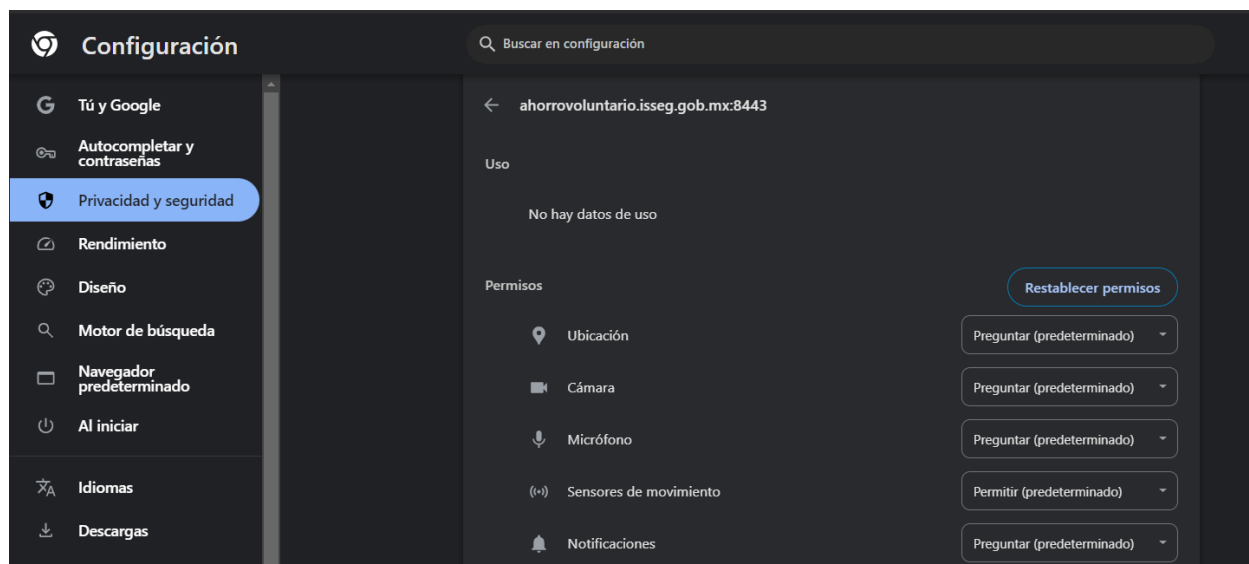 Configuración
Buscar en configuración
Tú y Google
Autocompletar y
contraseñas
Privacidad y seguridad
Rendimiento
Diseño
Motor de búsqueda
Navegador
predeterminado
Al iniciar
Idiomas
Descargas
ahorrovoluntario.isseg.gob.mx:8443
Uso
No hay datos de uso
Permisos
Restablecer permisos
Ubicación
Preguntar (predeterminado)
Cámara
Preguntar (predeterminado)
Micrófono
Preguntar (predeterminado)
Sensores de movimiento
Permitir (predeterminado)
Notificaciones
Preguntar (predeterminado)